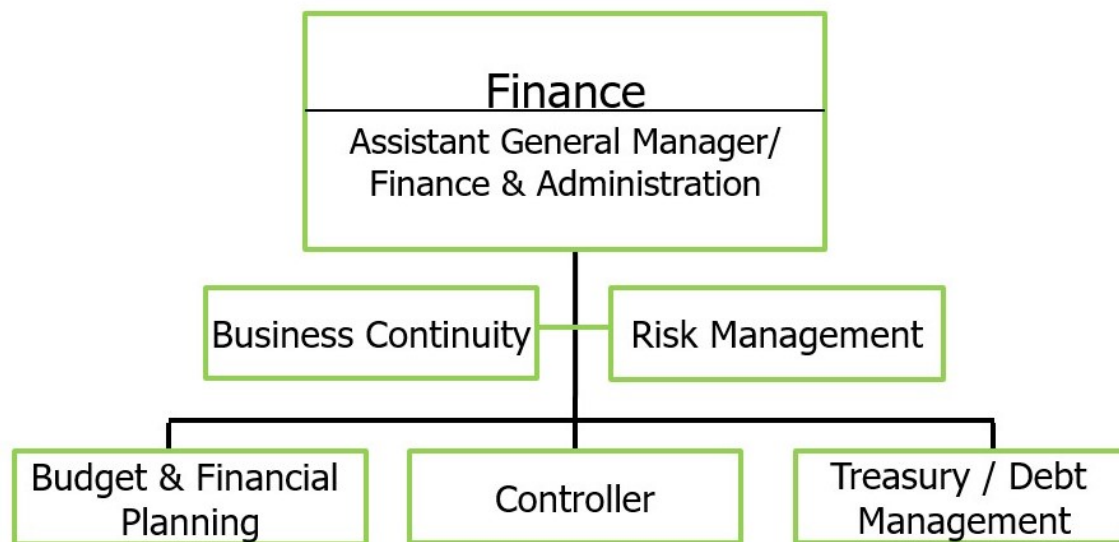 Finance
Assistant General Manager/
Finance & Administration
Business Continuity
Risk Management
Budget & Financial
Planning
Controller
Treasury / Debt
Management